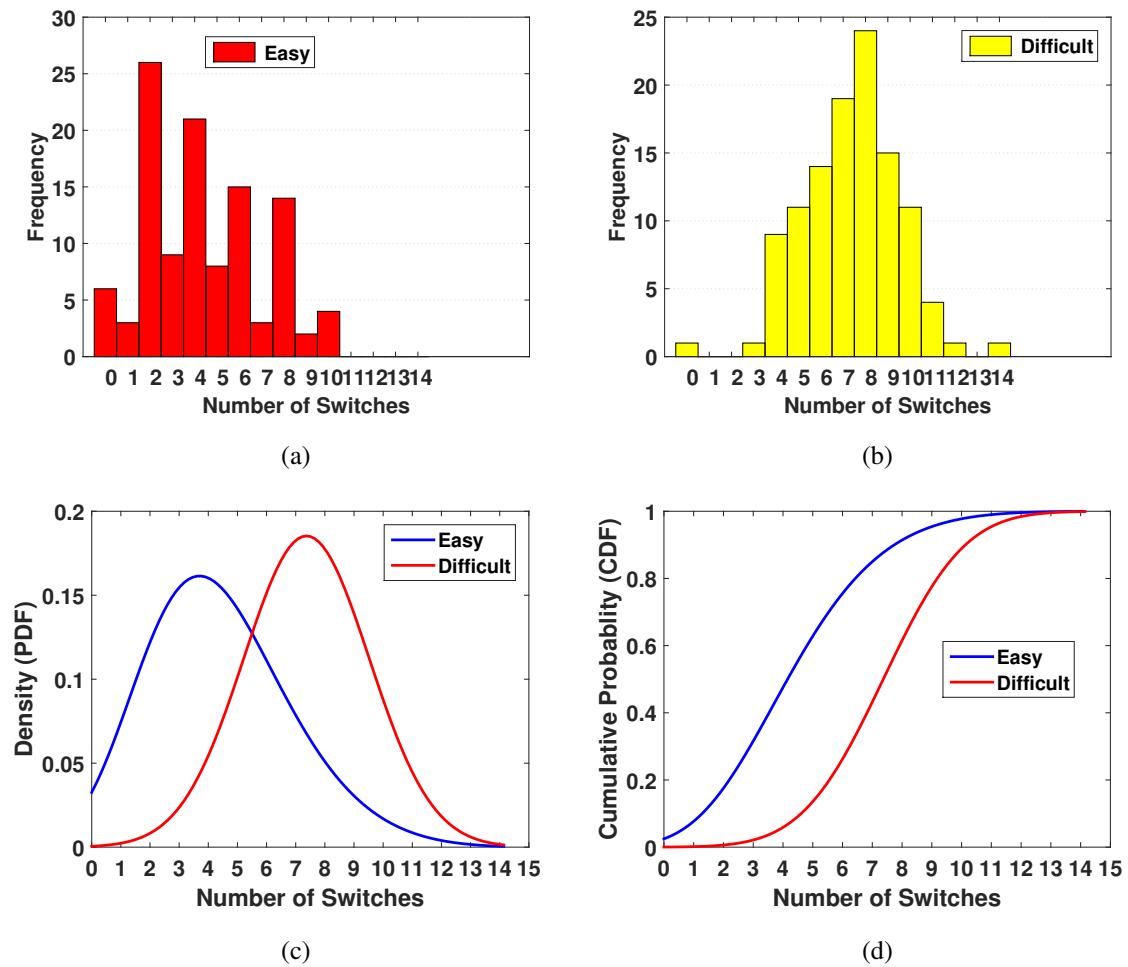 30
25
20
15
10
5
0
Frequency
Easy
0 1 2 3 4 5 6 7 8 9 10 11 12 13 14
Number of Switches
(a)
25
20
15
10
5
0
Frequency
Difficult
0 1 2 3 4 5 6 7 8 9 10 11 12 13 14
Number of Switches
(b)
0.2
0.15
0.1
0.05
0
Density (PDF)
Easy
Difficult
0 1 2 3 4 5 6 7 8 9 10 11 12 13 14 15
Number of Switches
(c)
1
0.8
0.6
0.4
0.2
0
Cumulative Probablity (CDF)
Easy
Difficult
0 1 2 3 4 5 6 7 8 9 10 11 12 13 14 15
Number of Switches
(d)